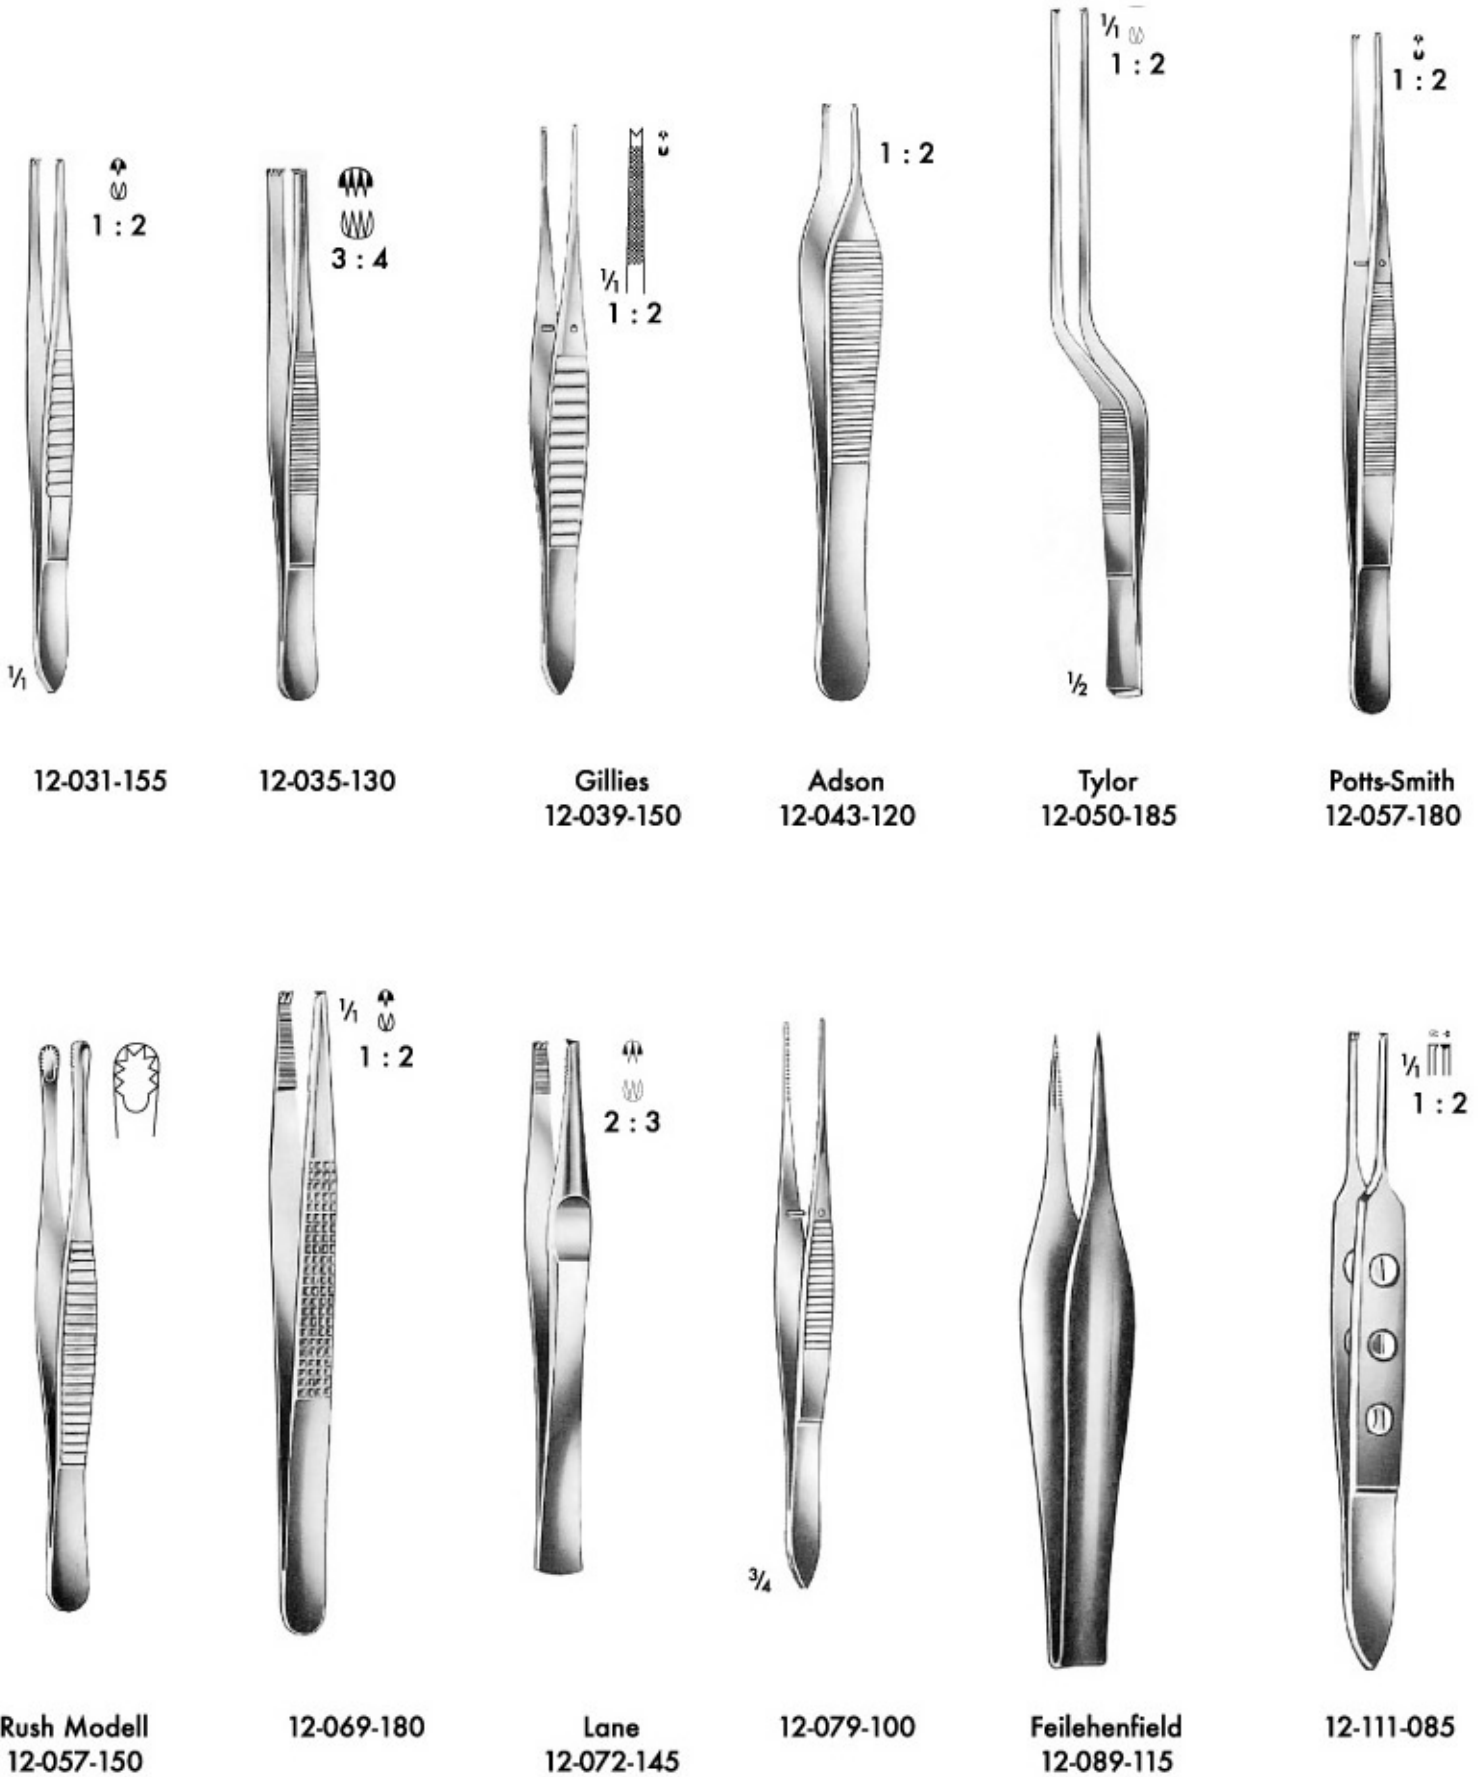 1/1
1 : 2
3 : 4
1/1
1 : 2
1 : 2
1/1
1 : 2
1/2
1 : 2
12-031-155
12-035-130
Gillies
12-039-150
Adson
12-043-120
Tylor
12-050-185
Potts-Smith
12-057-180
1/1
1 : 2
2 : 3
3/4
1/1
1 : 2
Rush Modell
12-057-150
12-069-180
Lane
12-072-145
12-079-100
Feilehenfield
12-089-115
12-111-085